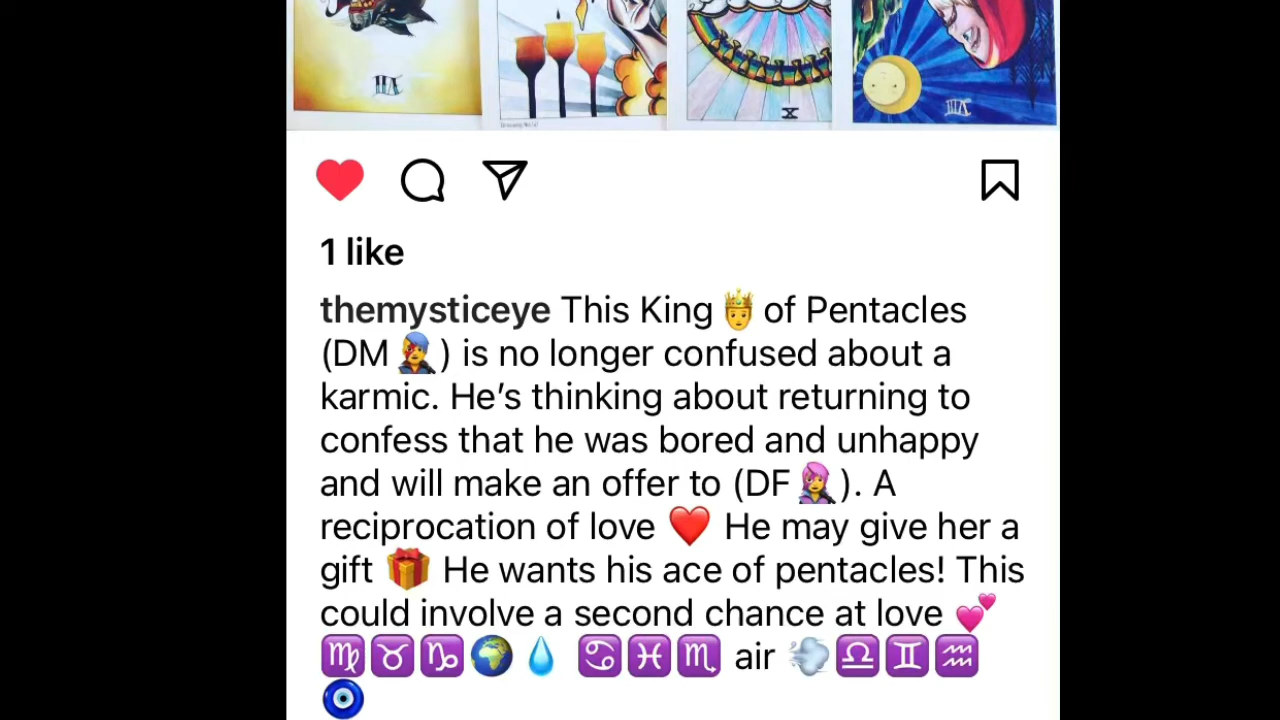 1 like
themysticeye This King 🤴 of Pentacles
(DM 👨‍🎤) is no longer confused about a
karmic. He’s thinking about returning to
confess that he was bored and unhappy
and will make an offer to (DF 👩‍🎤). A
reciprocation of love ❤️ He may give her a
gift 🎁 He wants his ace of pentacles! This
could involve a second chance at love 💕
♍♉♑🌍💧 ♋♓♏ air 💨♎♊♒
🧿